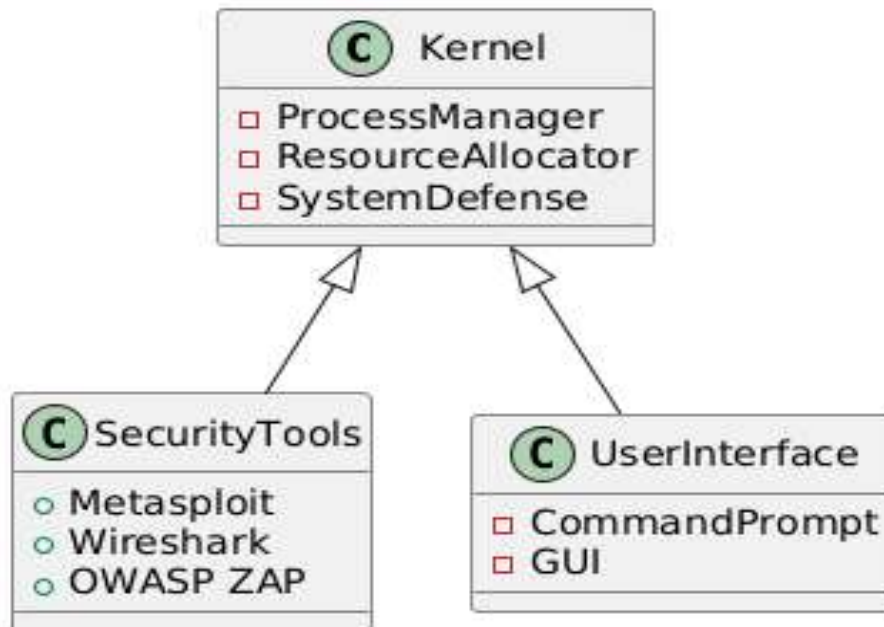 C Kernel
ProcessManager
ResourceAllocator
SystemDefense
C SecurityTools
Metasploit
Wireshark
OWASP ZAP
C UserInterface
CommandPrompt
GUI